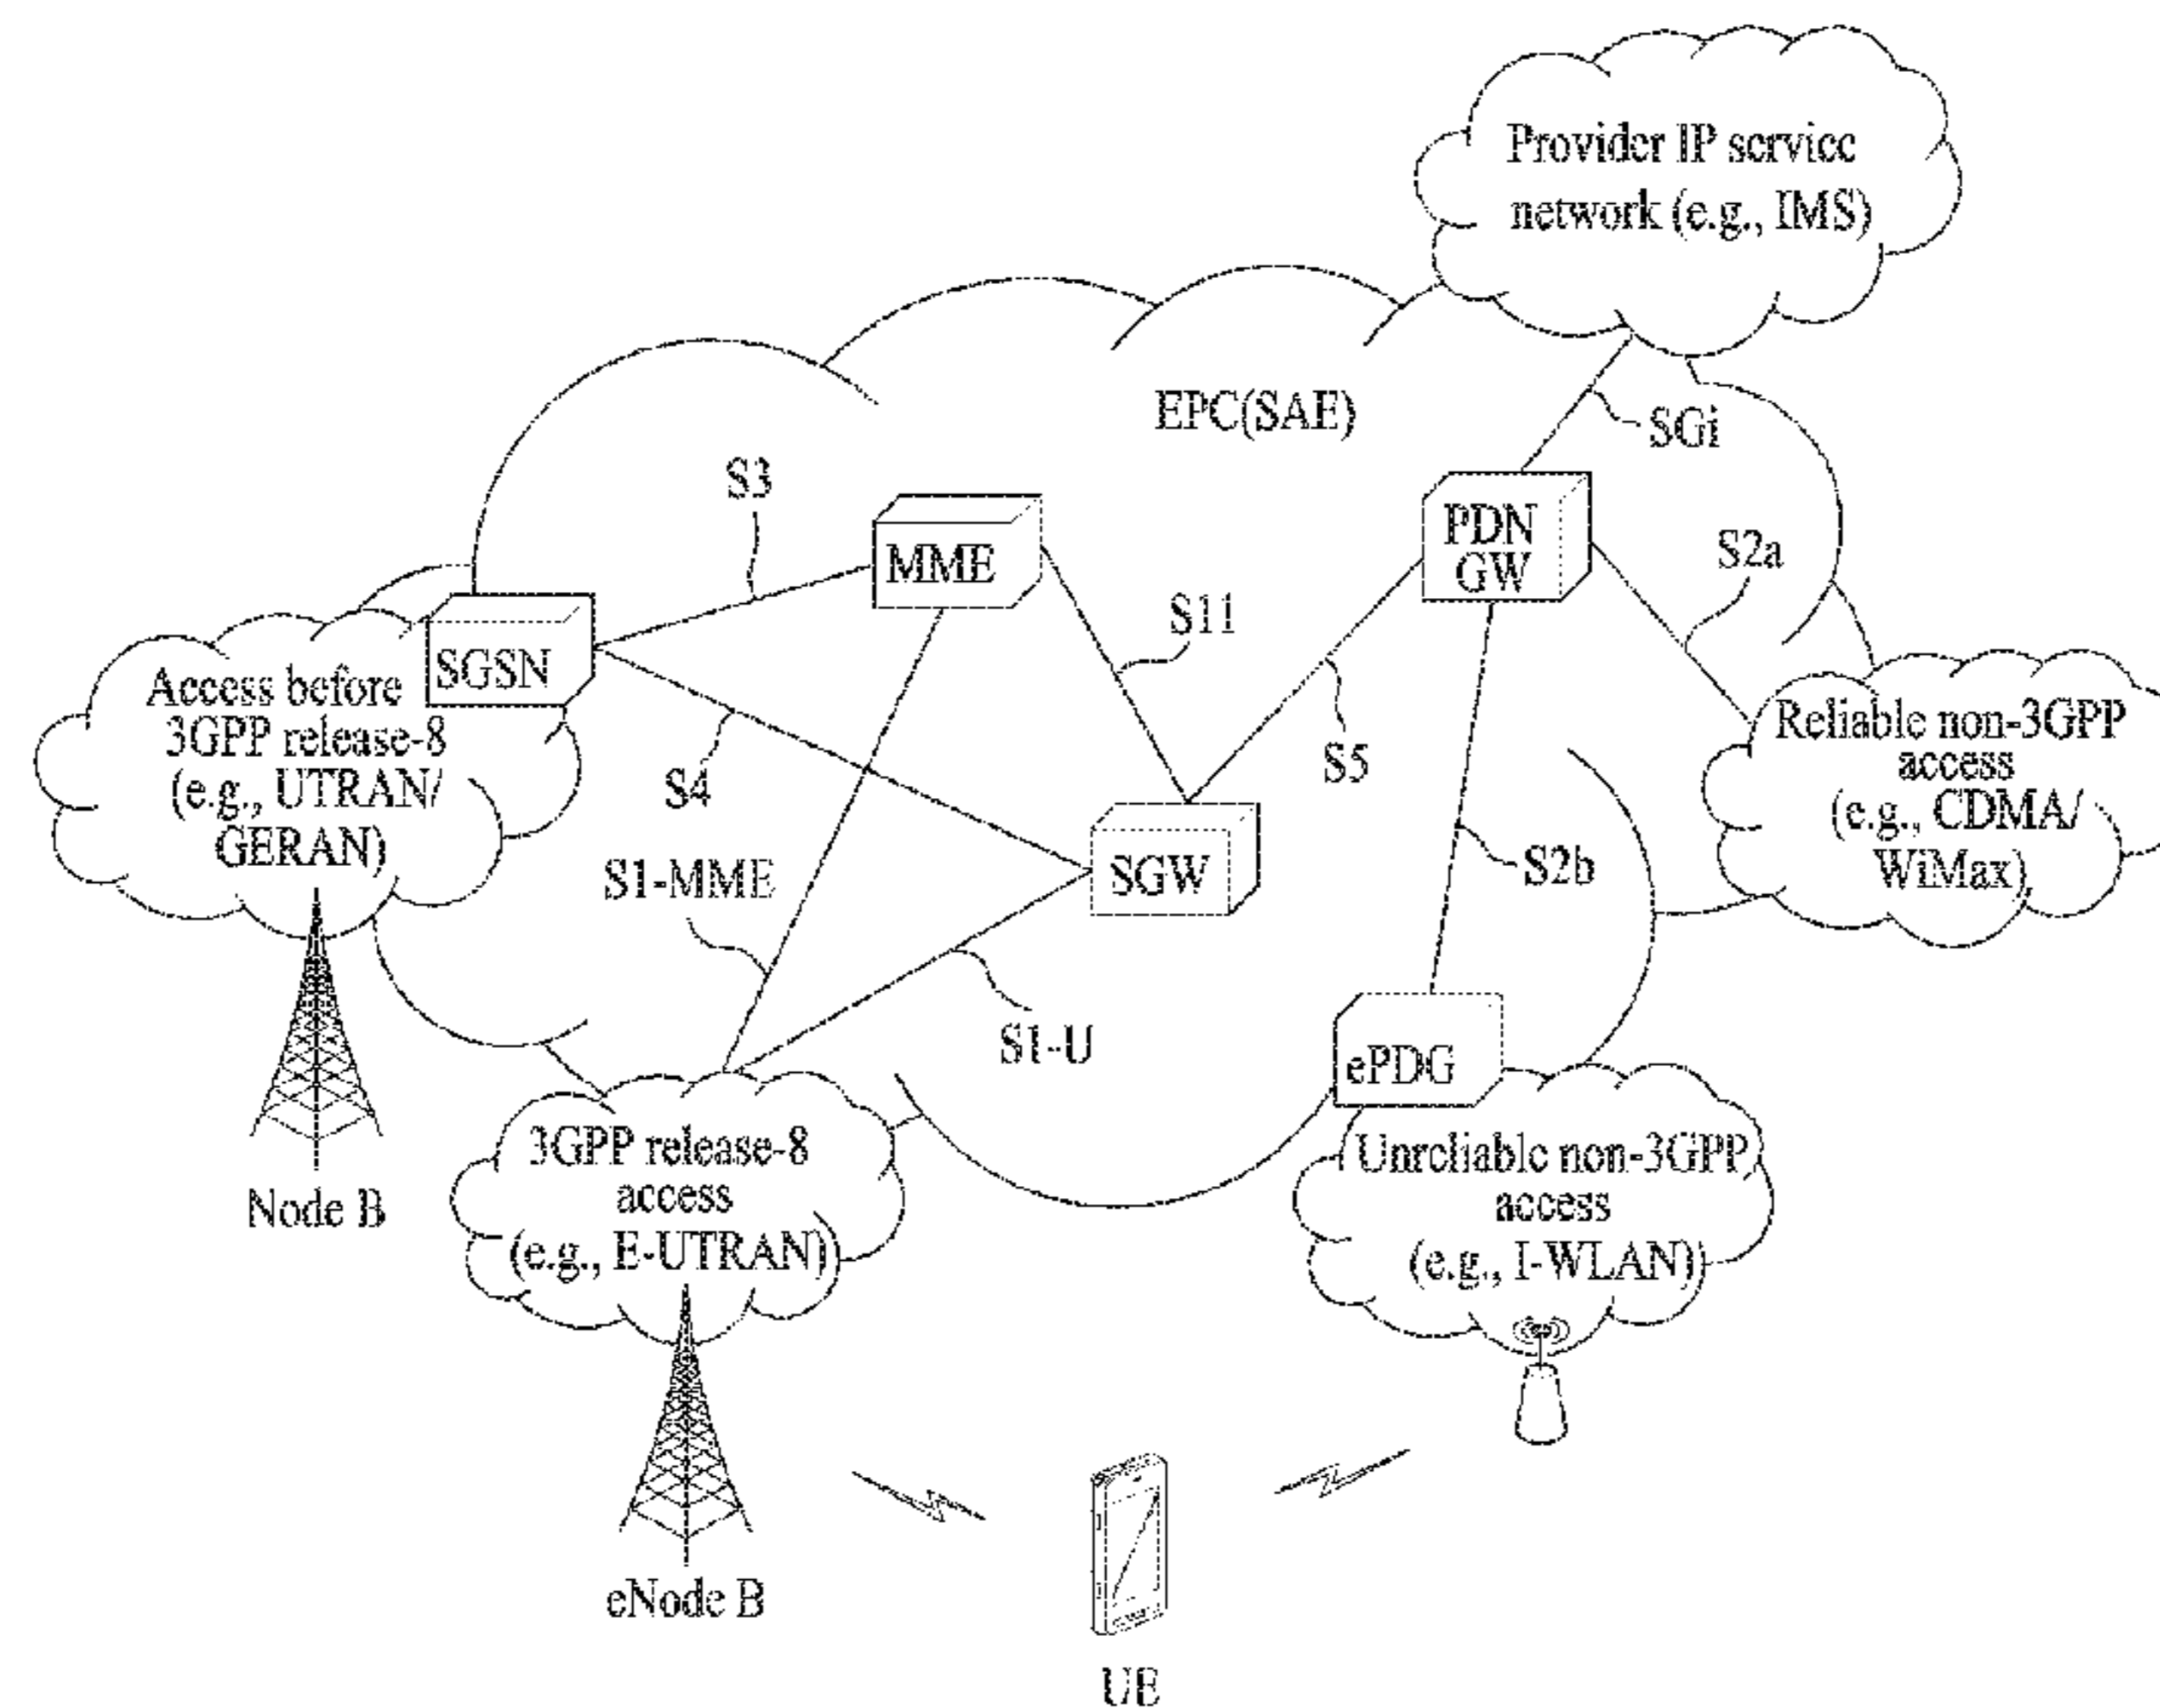 Provider IP service
network (e.g., IMS)
EPC(SAE)
SGi
S3
MME
PDN
GW
S2a
S11
SGSN
Access before
3GPP release-8
(e.g., UTRAN/
GERAN)
S4
S5
Reliable non-3GPP
access
(e.g., CDMA/
WiMax)
S1-MME
SGW
S2b
S1-U
ePDG
3GPP release-8
access
(e.g., E-UTRAN)
Unreliable non-3GPP
access
(e.g., I-WLAN)
Node B
eNode B
UE